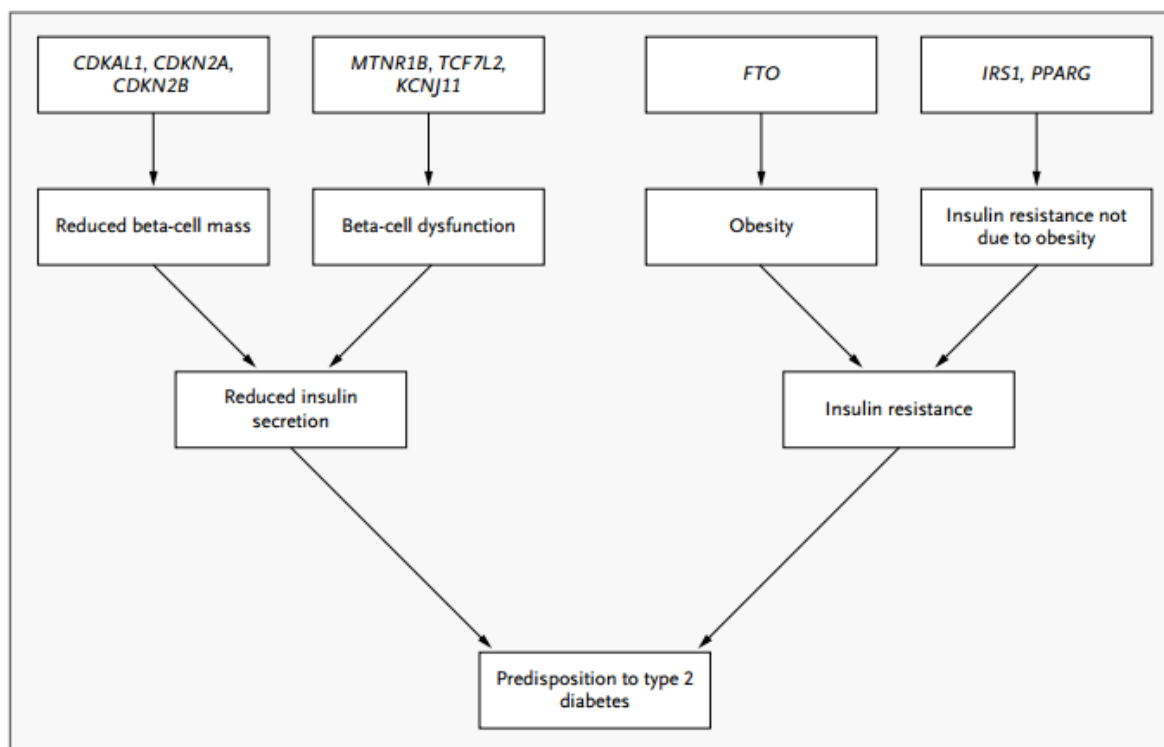 CDKAL1, CDKN2A,
CDKN2B
MTNR1B, TCF7L2,
KCNJ11
FTO
IRS1, PPARG
Reduced beta-cell mass
Beta-cell dysfunction
Obesity
Insulin resistance not
due to obesity
Reduced insulin
secretion
Insulin resistance
Predisposition to type 2
diabetes